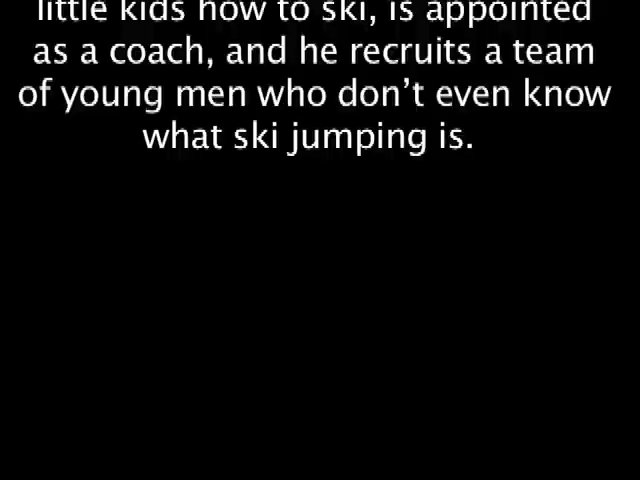 little kids how to ski, is appointed
as a coach, and he recruits a team
of young men who don’t even know
what ski jumping is.